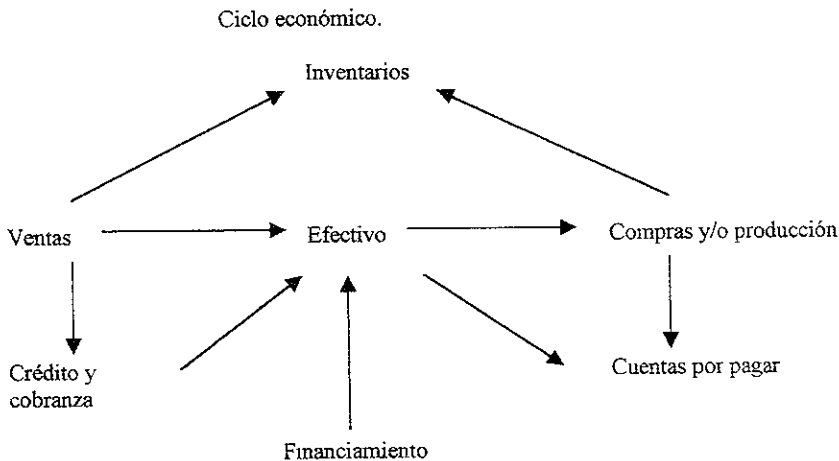 Ciclo económico.
Inventarios
Ventas
Efectivo
Compras y/o producción
Crédito y
cobranza
Cuentas por pagar
Financiamiento